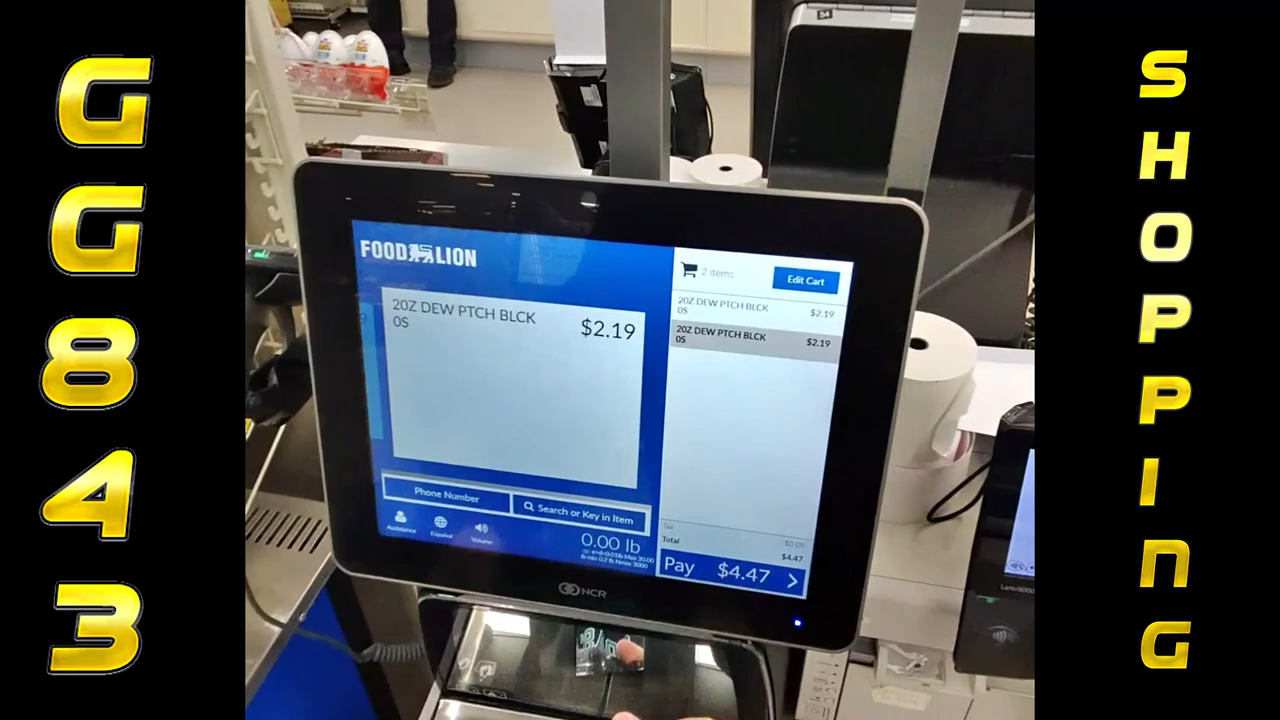 GG843
54
FOOD LION
2 items
Edit Cart
20Z DEW PTCH BLCK
0S
$2.19
20Z DEW PTCH BLCK
0S
$2.19
20Z DEW PTCH BLCK
0S
$2.19
Phone Number
Search or Key in Item
Assistance
Español
Volume
0.00 lb
Tax
Total
$4.47
Pay $4.47
NCR
SHOPPING